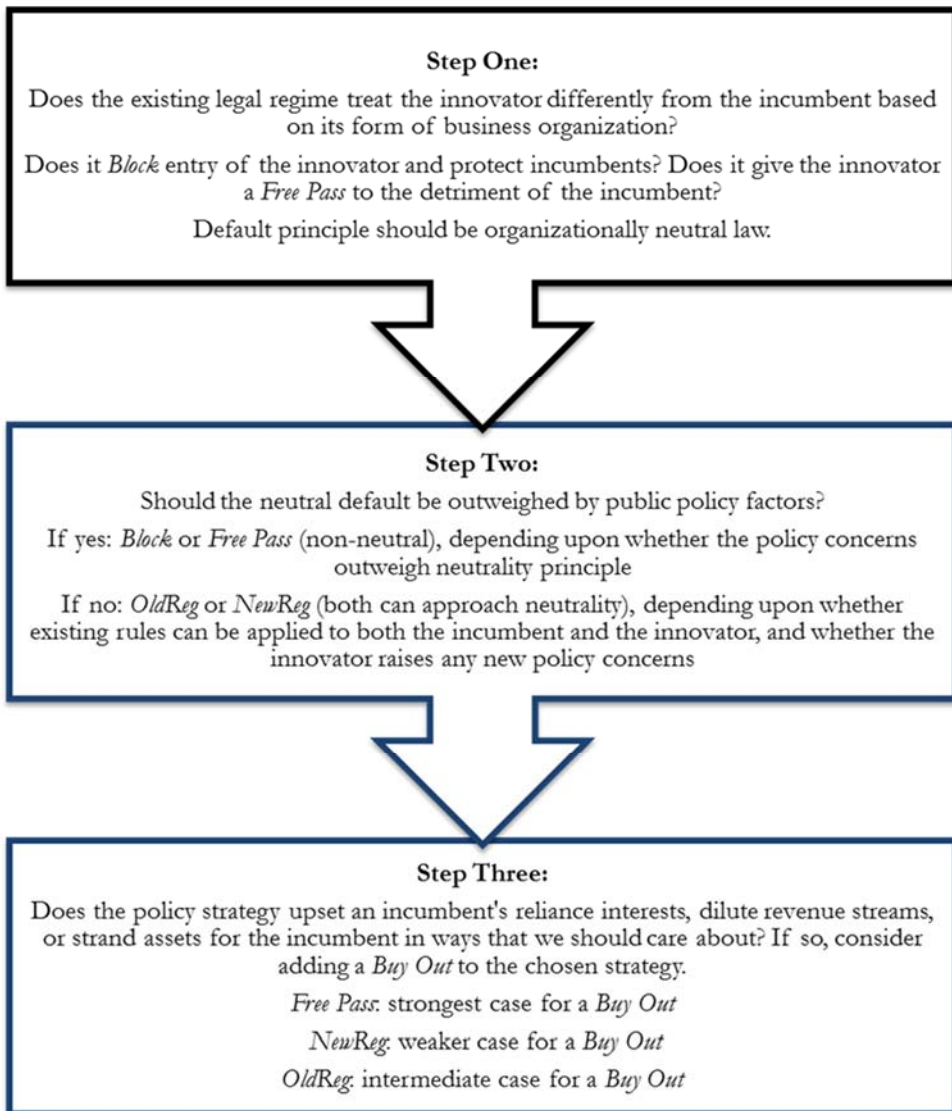 Step One:
Does the existing legal regime treat the innovator differently from the incumbent based
on its form of business organization?
Does it Block entry of the innovator and protect incumbents? Does it give the innovator
a Free Pass to the detriment of the incumbent?
Default principle should be organizationally neutral law.
Step Two:
Should the neutral default be outweighed by public policy factors?
If yes: Block or Free Pass (non-neutral), depending upon whether the policy concerns
outweigh neutrality principle
If no: OldReg or NewReg (both can approach neutrality), depending upon whether
existing rules can be applied to both the incumbent and the innovator, and whether the
innovator raises any new policy concerns
Step Three:
Does the policy strategy upset an incumbent's reliance interests, dilute revenue streams,
or strand assets for the incumbent in ways that we should care about? If so, consider
adding a Buy Out to the chosen strategy.
Free Pass: strongest case for a Buy Out
NewReg: weaker case for a Buy Out
OldReg: intermediate case for a Buy Out